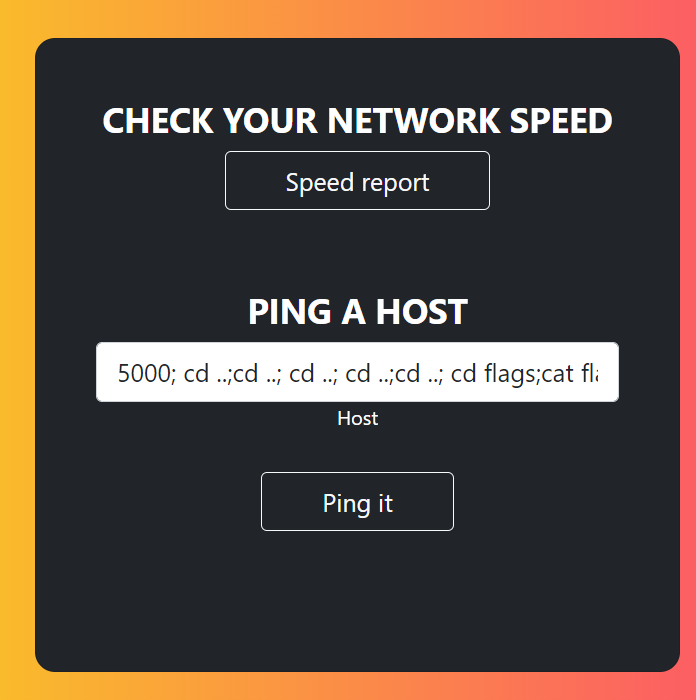 CHECK YOUR NETWORK SPEED
Speed report
PING A HOST
5000; cd ..;cd ..; cd ..; cd ..;cd ..; cd flags;cat
Host
Ping it